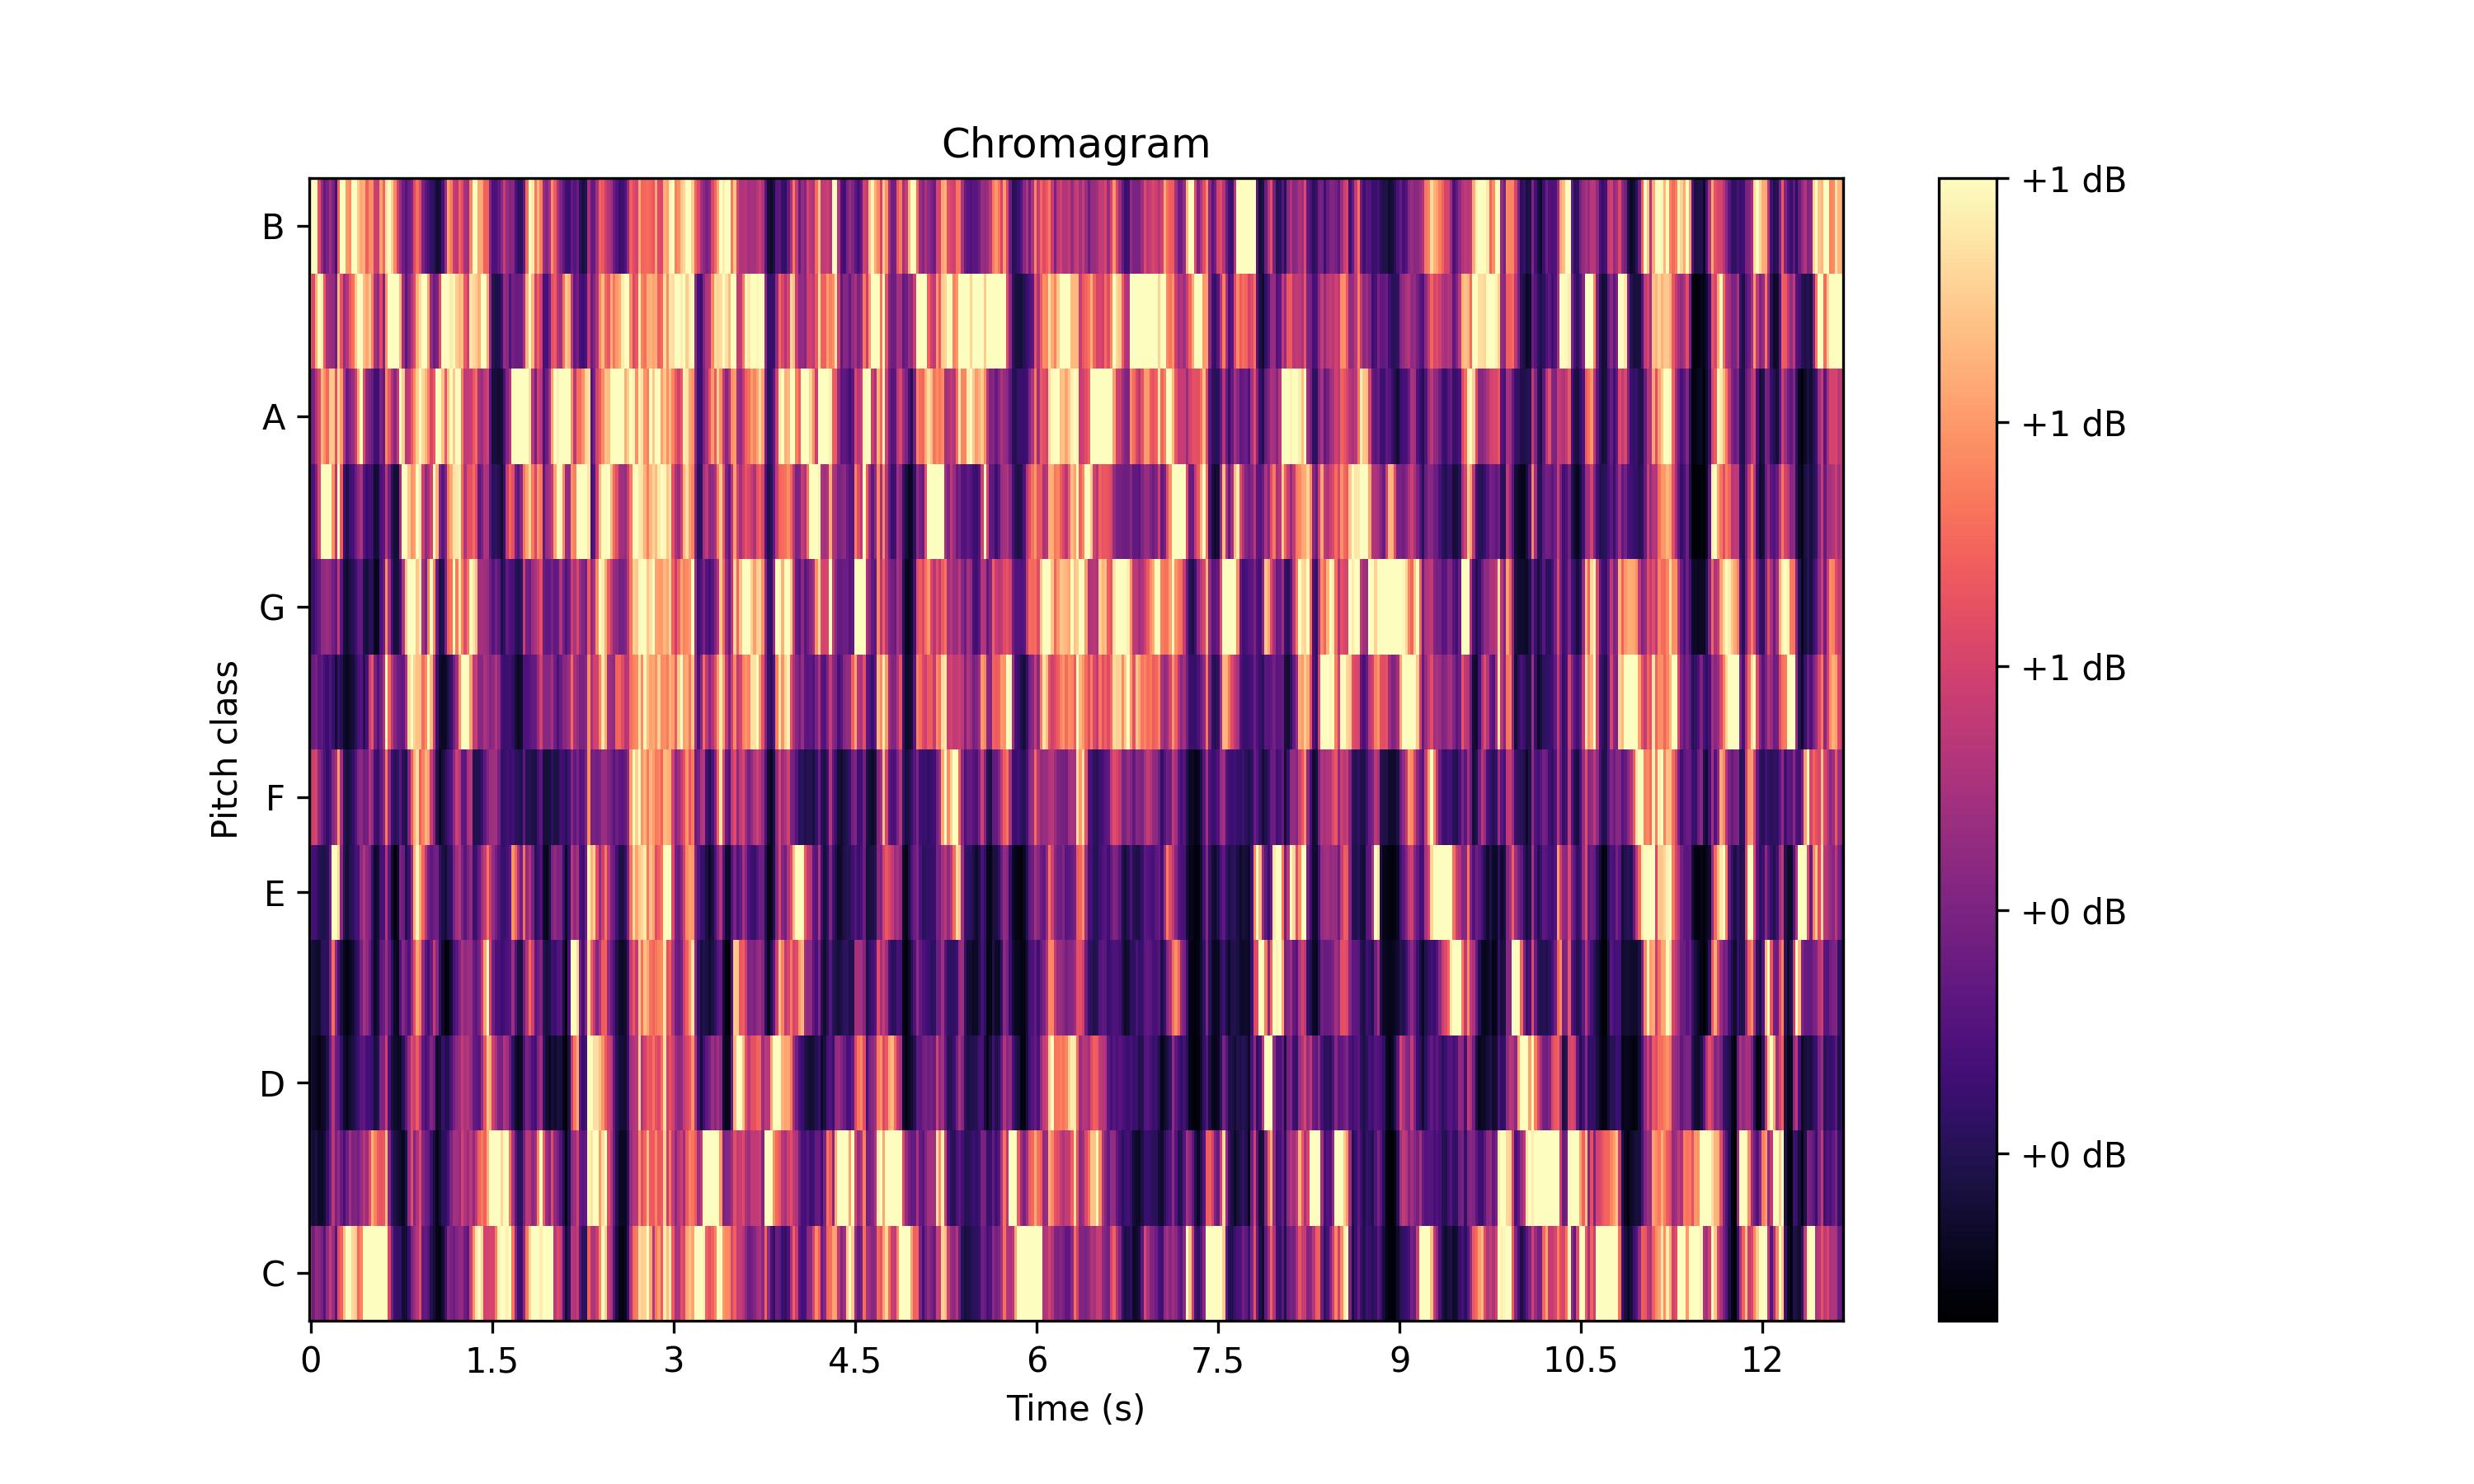 Chromagram
Pitch class
B
A
G
F
E
D
C
0 1.5 3 4.5 6 7.5 9 10.5 12
Time (s)
+1 dB
+1 dB
+1 dB
+0 dB
+0 dB